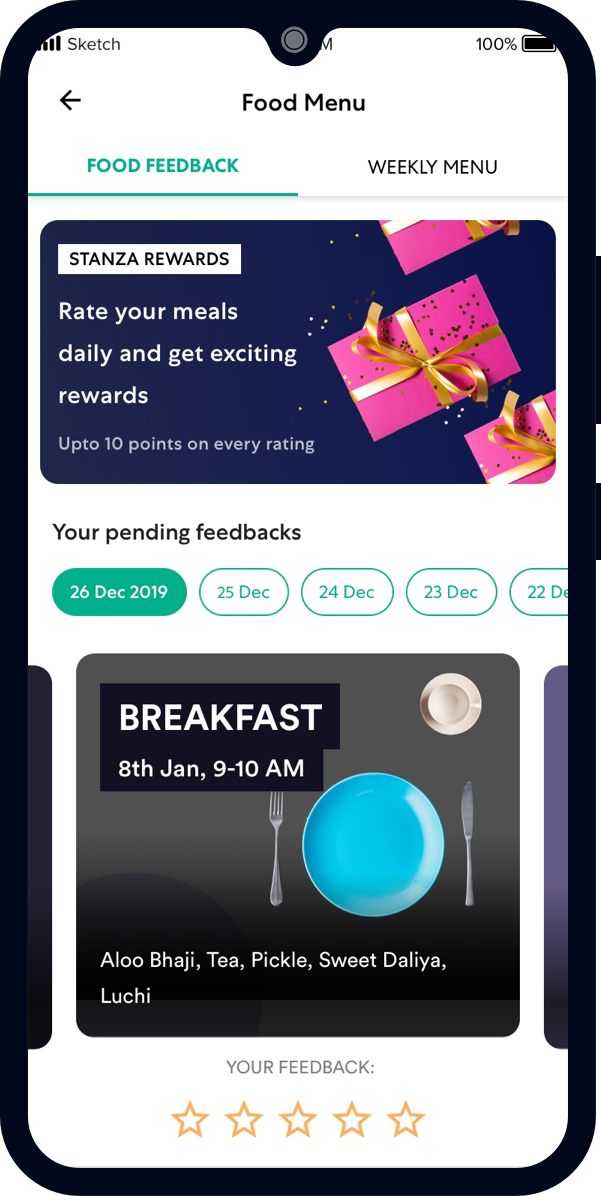 Sketch
M
100%
Food Menu
FOOD FEEDBACK
WEEKLY MENU
STANZA REWARDS
Rate your meals
daily and get exciting
rewards
Upto 10 points on every rating
Your pending feedbacks
26 Dec 2019
25 Dec
24 Dec
23 Dec
22 De
BREAKFAST
8th Jan, 9-10 AM
Aloo Bhaji, Tea, Pickle, Sweet Daliya,
Luchi
YOUR FEEDBACK: